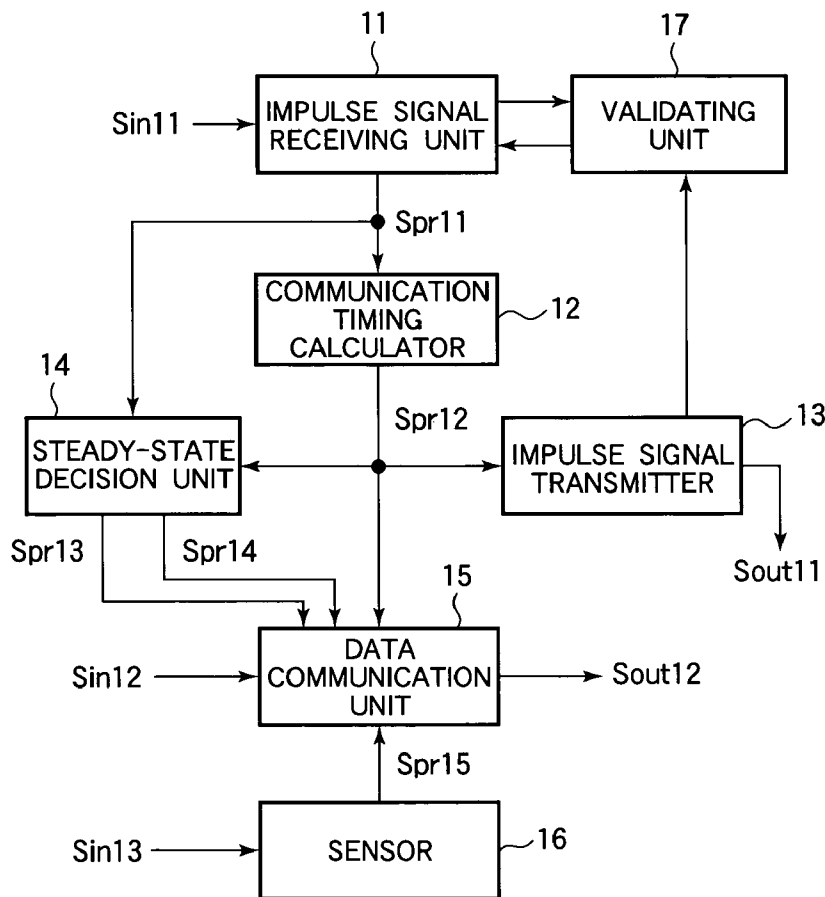 11
17
Sin11
IMPULSE SIGNAL
RECEIVING UNIT
VALIDATING
UNIT
Spr11
COMMUNICATION
TIMING
CALCULATOR
12
14
Spr12
13
STEADY-STATE
DECISION UNIT
IMPULSE SIGNAL
TRANSMITTER
Spr13
Spr14
Sout11
15
Sin12
DATA
COMMUNICATION
UNIT
Sout12
Spr15
Sin13
SENSOR
16